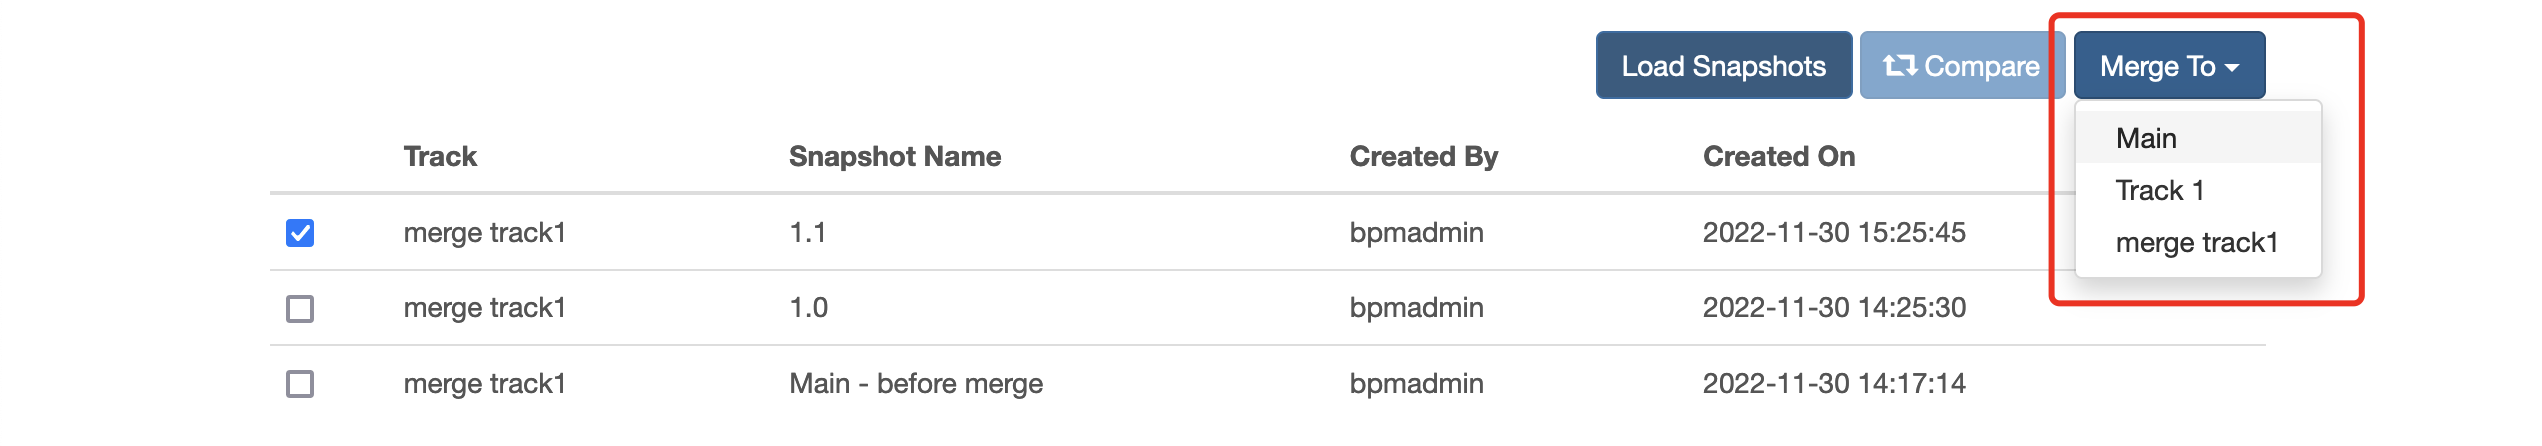 Load Snapshots Compare Merge To
Main
Track Snapshot Name Created By Created On
Track 1
merge track1 1.1 bpmadmin 2022-11-30 15:25:45
merge track1
merge track1 1.0 bpmadmin 2022-11-30 14:25:30
merge track1 Main - before merge bpmadmin 2022-11-30 14:17:14